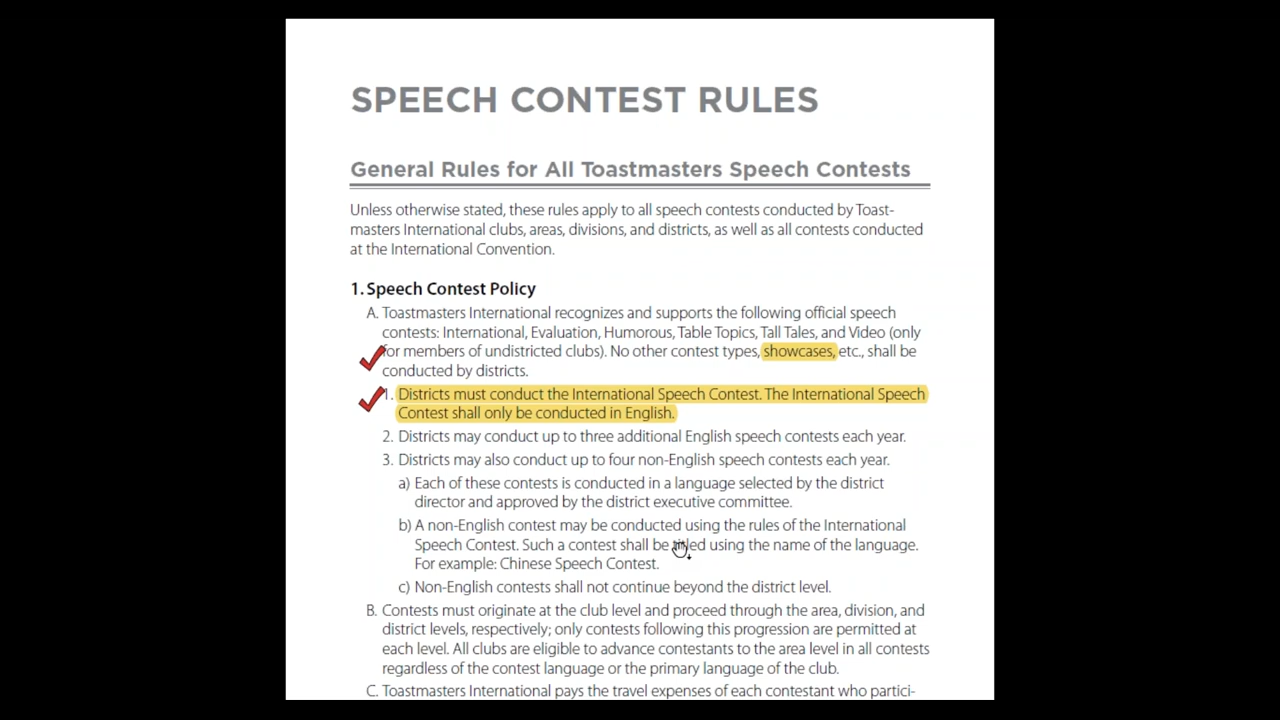 SPEECH CONTEST RULES
General Rules for All Toastmasters Speech Contests
Unless otherwise stated, these rules apply to all speech contests conducted by Toast-
masters International clubs, areas, divisions, and districts, as well as all contests conducted
at the International Convention.
1. Speech Contest Policy
A. Toastmasters International recognizes and supports the following official speech
contests: International, Evaluation, Humorous, Table Topics, Tall Tales, and Video (only
for members of undistricted clubs). No other contest types, showcases, etc., shall be
conducted by districts.
1. Districts must conduct the International Speech Contest. The International Speech
Contest shall only be conducted in English.
2. Districts may conduct up to three additional English speech contests each year.
3. Districts may also conduct up to four non-English speech contests each year.
a) Each of these contests is conducted in a language selected by the district
director and approved by the district executive committee.
b) A non-English contest may be conducted using the rules of the International
Speech Contest. Such a contest shall be titled using the name of the language.
For example: Chinese Speech Contest.
c) Non-English contests shall not continue beyond the district level.
B. Contests must originate at the club level and proceed through the area, division, and
district levels, respectively; only contests following this progression are permitted at
each level. All clubs are eligible to advance contestants to the area level in all contests
regardless of the contest language or the primary language of the club.
C. Toastmasters International pays the travel expenses of each contestant who partici-